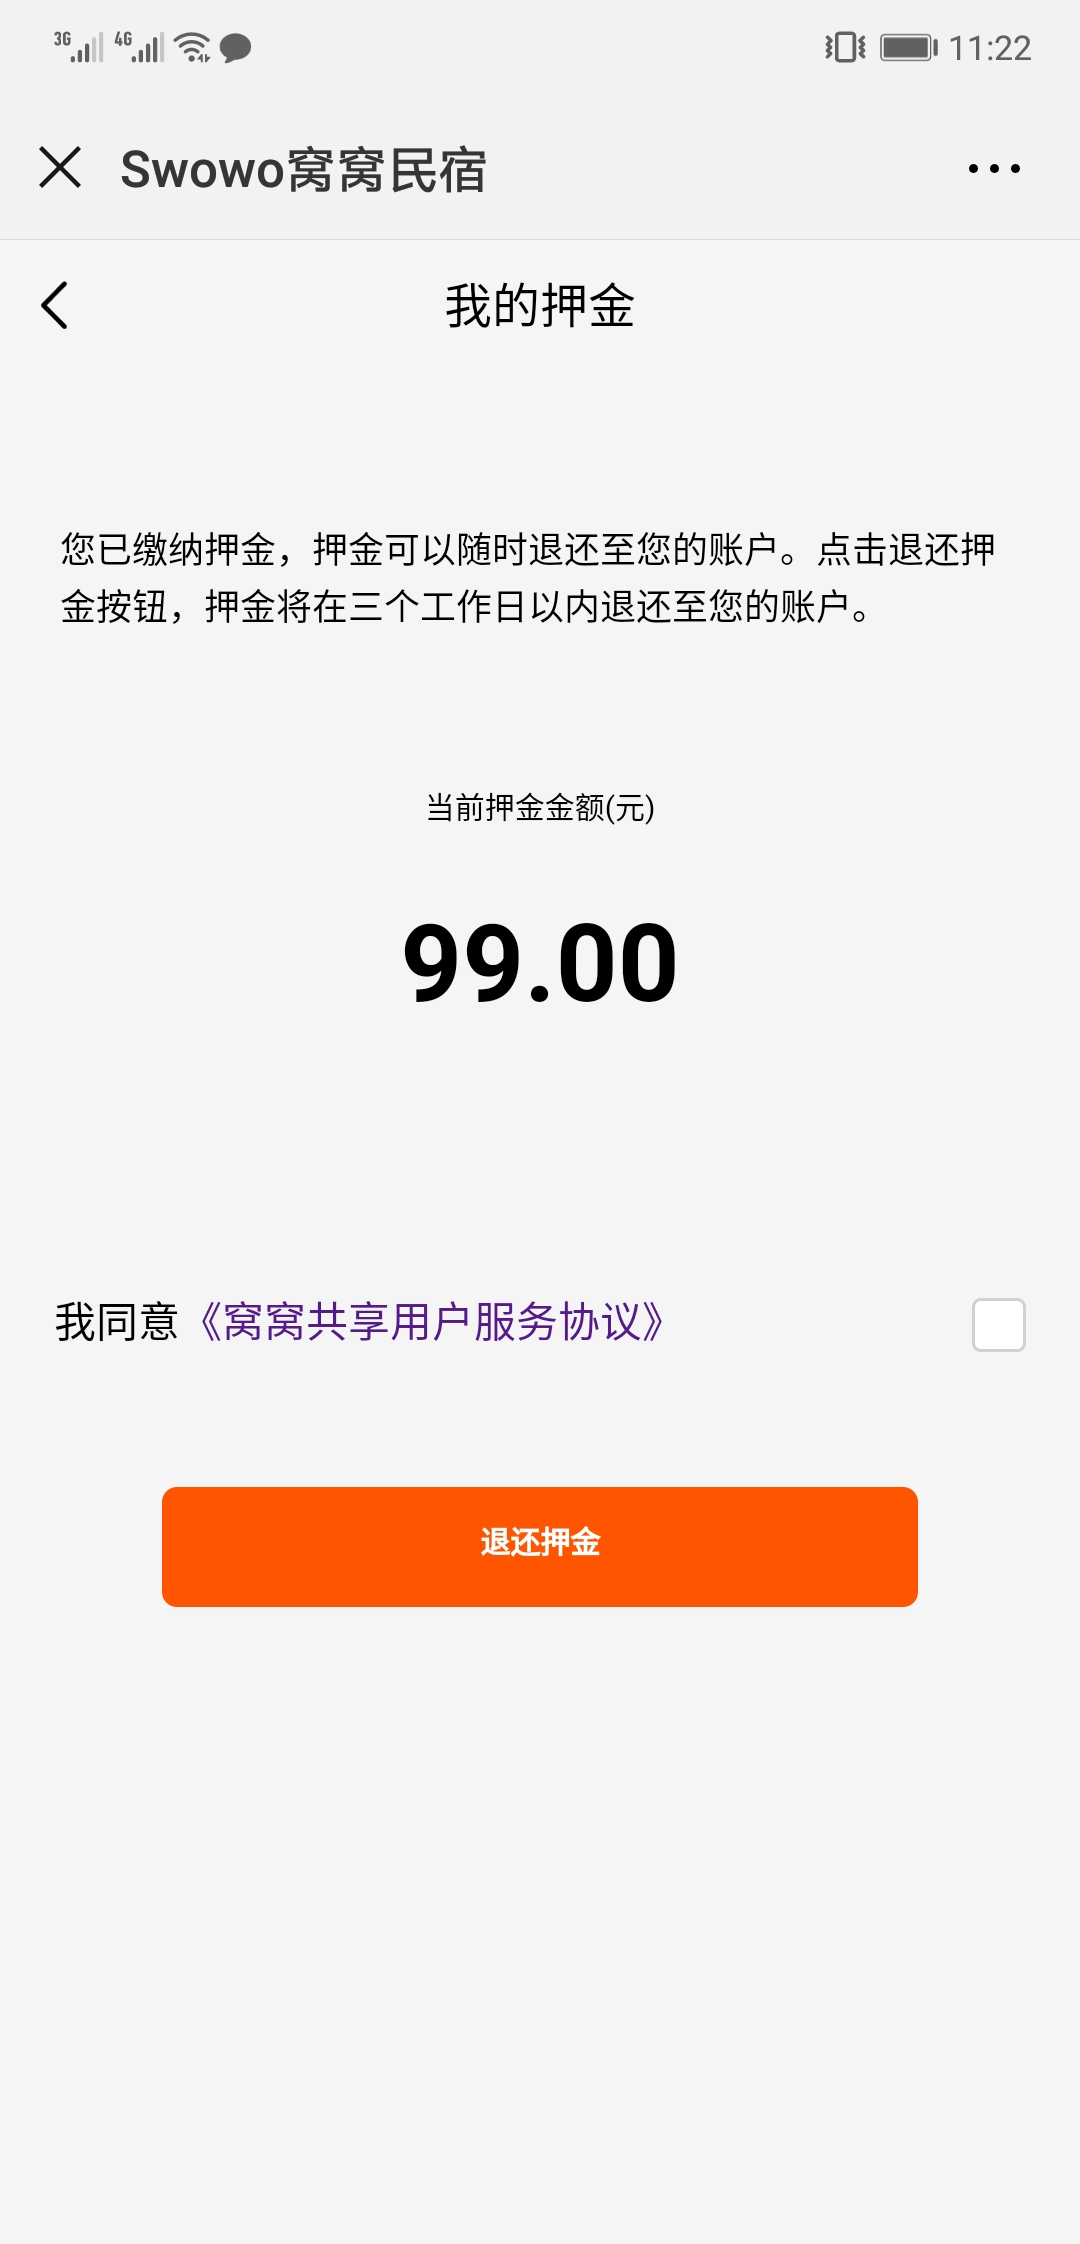 3G 4G 11:22
Swowo窝窝民宿
我的押金
您已缴纳押金，押金可以随时退还至您的账户。点击退还押
金按钮，押金将在三个工作日以内退还至您的账户。
当前押金金额(元)
99.00
我同意《窝窝共享用户服务协议》
退还押金